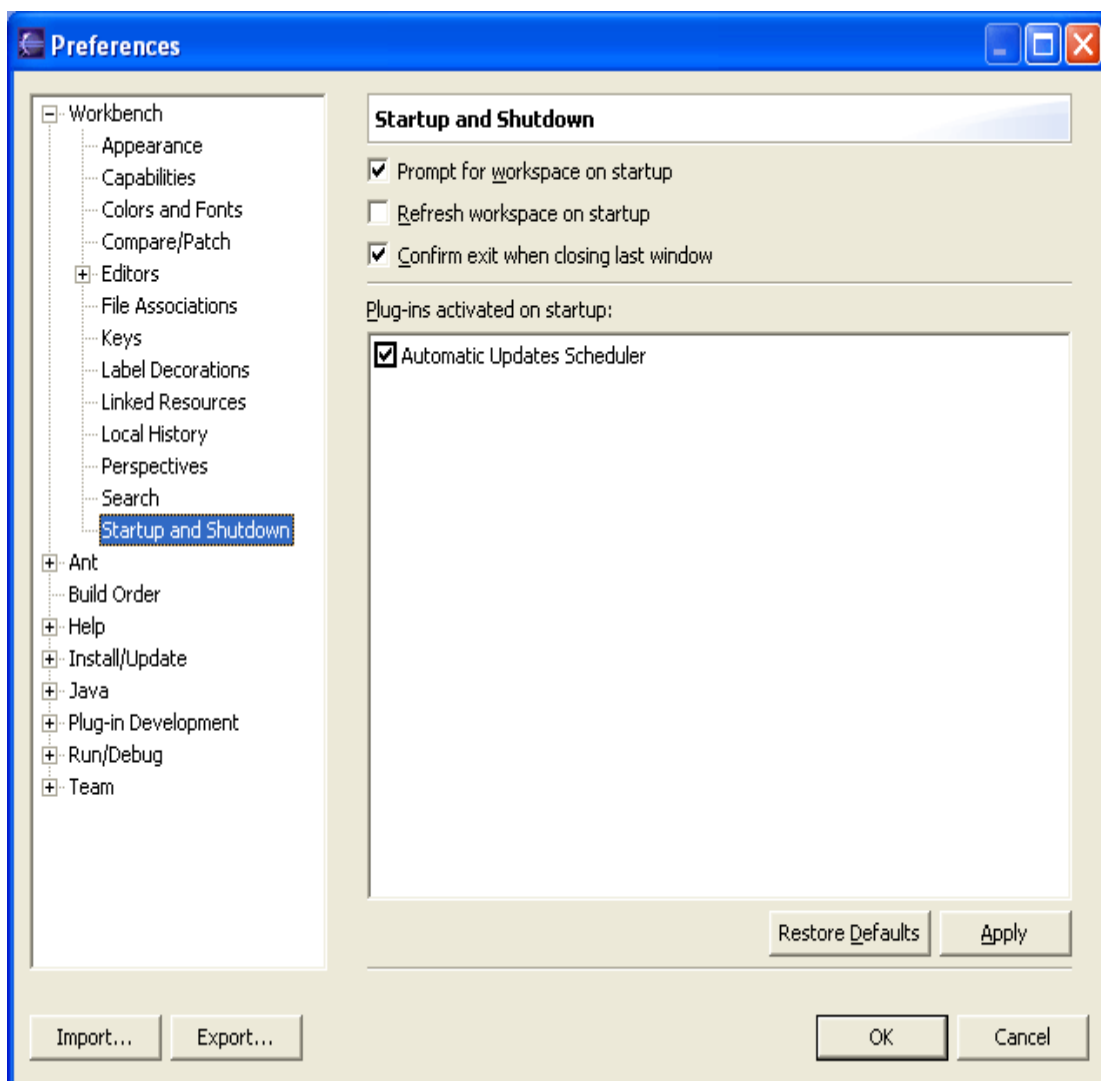 Preferences
Workbench
Appearance
Capabilities
Colors and Fonts
Compare/Patch
Editors
File Associations
Keys
Label Decorations
Linked Resources
Local History
Perspectives
Search
Startup and Shutdown
Ant
Build Order
Help
Install/Update
Java
Plug-in Development
Run/Debug
Team
Startup and Shutdown
Prompt for workspace on startup
Refresh workspace on startup
Confirm exit when closing last window
Plug-ins activated on startup:
Automatic Updates Scheduler
Restore Defaults
Apply
Import...
Export...
OK
Cancel